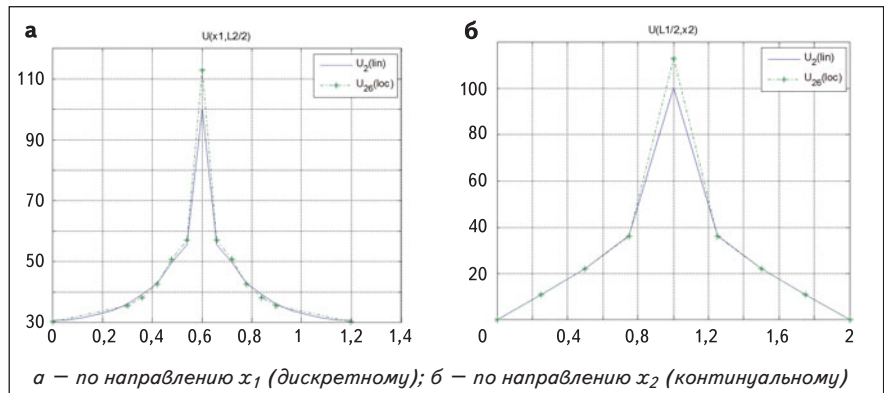 а
U(x1,L2/2)
U2(lin)
U26(loc)
110
90
70
50
30
0 0,2 0,4 0,6 0,8 1 1,2 1,4
б
U(L1/2,x2)
U2(lin)
U26(loc)
100
80
60
40
20
0 0,4 0,8 1,2 1,6 2
а — по направлению x1 (дискретному); б — по направлению x2 (континуальному)